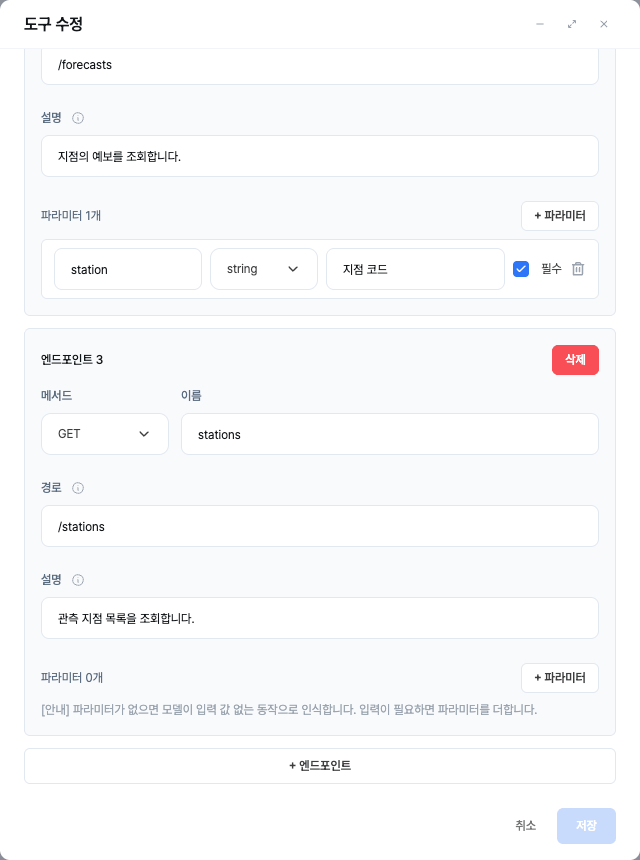 도구 수정
/forecasts
설명
지점의 예보를 조회합니다.
파라미터 1개
+ 파라미터
station
string
지점 코드
필수
엔드포인트 3
삭제
메서드
이름
GET
stations
경로
/stations
설명
관측 지점 목록을 조회합니다.
파라미터 0개
+ 파라미터
[안내] 파라미터가 없으면 모델이 입력 값 없는 동작으로 인식합니다. 입력이 필요하면 파라미터를 더합니다.
+ 엔드포인트
취소
저장